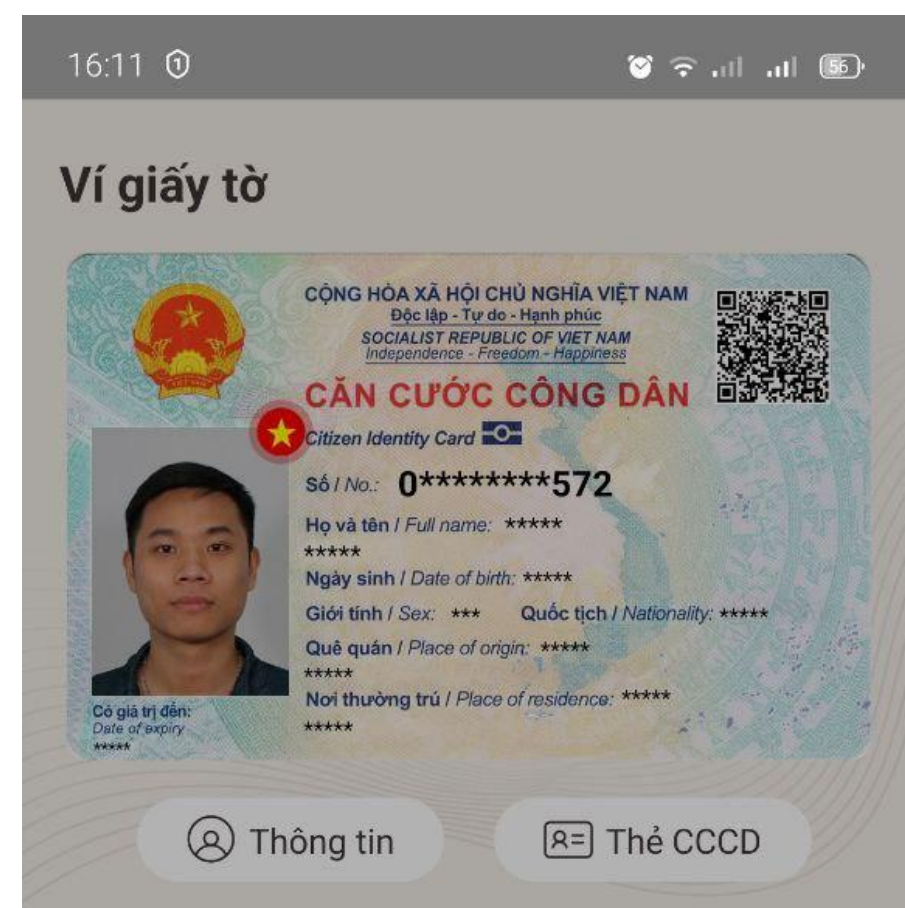 16:11
56
Ví giấy tờ
CỘNG HÒA XÃ HỘI CHỦ NGHĨA VIỆT NAM
Độc lập - Tự do - Hạnh phúc
SOCIALIST REPUBLIC OF VIET NAM
Independence - Freedom - Happiness
CĂN CƯỚC CÔNG DÂN
Citizen Identity Card
Số / No.: 0********572
Họ và tên / Full name: *****
*****
Ngày sinh / Date of birth: *****
Giới tính / Sex: *** Quốc tịch / Nationality: *****
Quê quán / Place of origin: *****
*****
Nơi thường trú / Place of residence: *****
*****
Có giá trị đến:
Date of expiry
*****
Thông tin
Thẻ CCCD